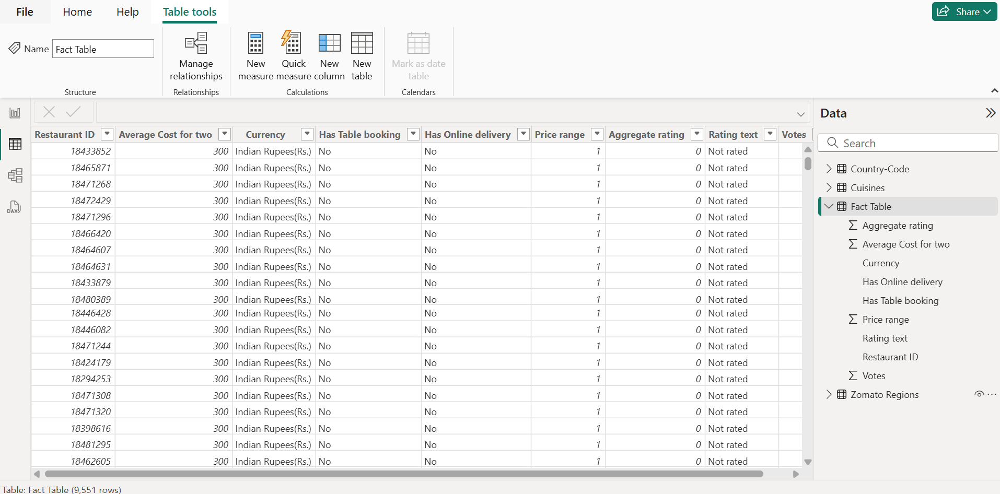 File Home Help Table tools Share
Name Fact Table
Manage relationships
New measure
Quick measure
New column
New table
Mark as date table
Structure Relationships Calculations Calendars
DAX
Restaurant ID Average Cost for two Currency Has Table booking Has Online delivery Price range Aggregate rating Rating text Votes
18433852 300 Indian Rupees(Rs.) No No 1 0 Not rated
18465871 300 Indian Rupees(Rs.) No No 1 0 Not rated
18471268 300 Indian Rupees(Rs.) No No 1 0 Not rated
18472429 300 Indian Rupees(Rs.) No No 1 0 Not rated
18471296 300 Indian Rupees(Rs.) No No 1 0 Not rated
18466420 300 Indian Rupees(Rs.) No No 1 0 Not rated
18464607 300 Indian Rupees(Rs.) No No 1 0 Not rated
18464631 300 Indian Rupees(Rs.) No No 1 0 Not rated
18433879 300 Indian Rupees(Rs.) No No 1 0 Not rated
18480389 300 Indian Rupees(Rs.) No No 1 0 Not rated
18446428 300 Indian Rupees(Rs.) No No 1 0 Not rated
18446082 300 Indian Rupees(Rs.) No No 1 0 Not rated
18471244 300 Indian Rupees(Rs.) No No 1 0 Not rated
18424179 300 Indian Rupees(Rs.) No No 1 0 Not rated
18294253 300 Indian Rupees(Rs.) No No 1 0 Not rated
18471308 300 Indian Rupees(Rs.) No No 1 0 Not rated
18471320 300 Indian Rupees(Rs.) No No 1 0 Not rated
18398616 300 Indian Rupees(Rs.) No No 1 0 Not rated
18481295 300 Indian Rupees(Rs.) No No 1 0 Not rated
18462605 300 Indian Rupees(Rs.) No No 1 0 Not rated
Data
Search
Country-Code
Cuisines
Fact Table
Σ Aggregate rating
Σ Average Cost for two
Currency
Has Online delivery
Has Table booking
Σ Price range
Rating text
Restaurant ID
Σ Votes
Zomato Regions
Table: Fact Table (9,551 rows)